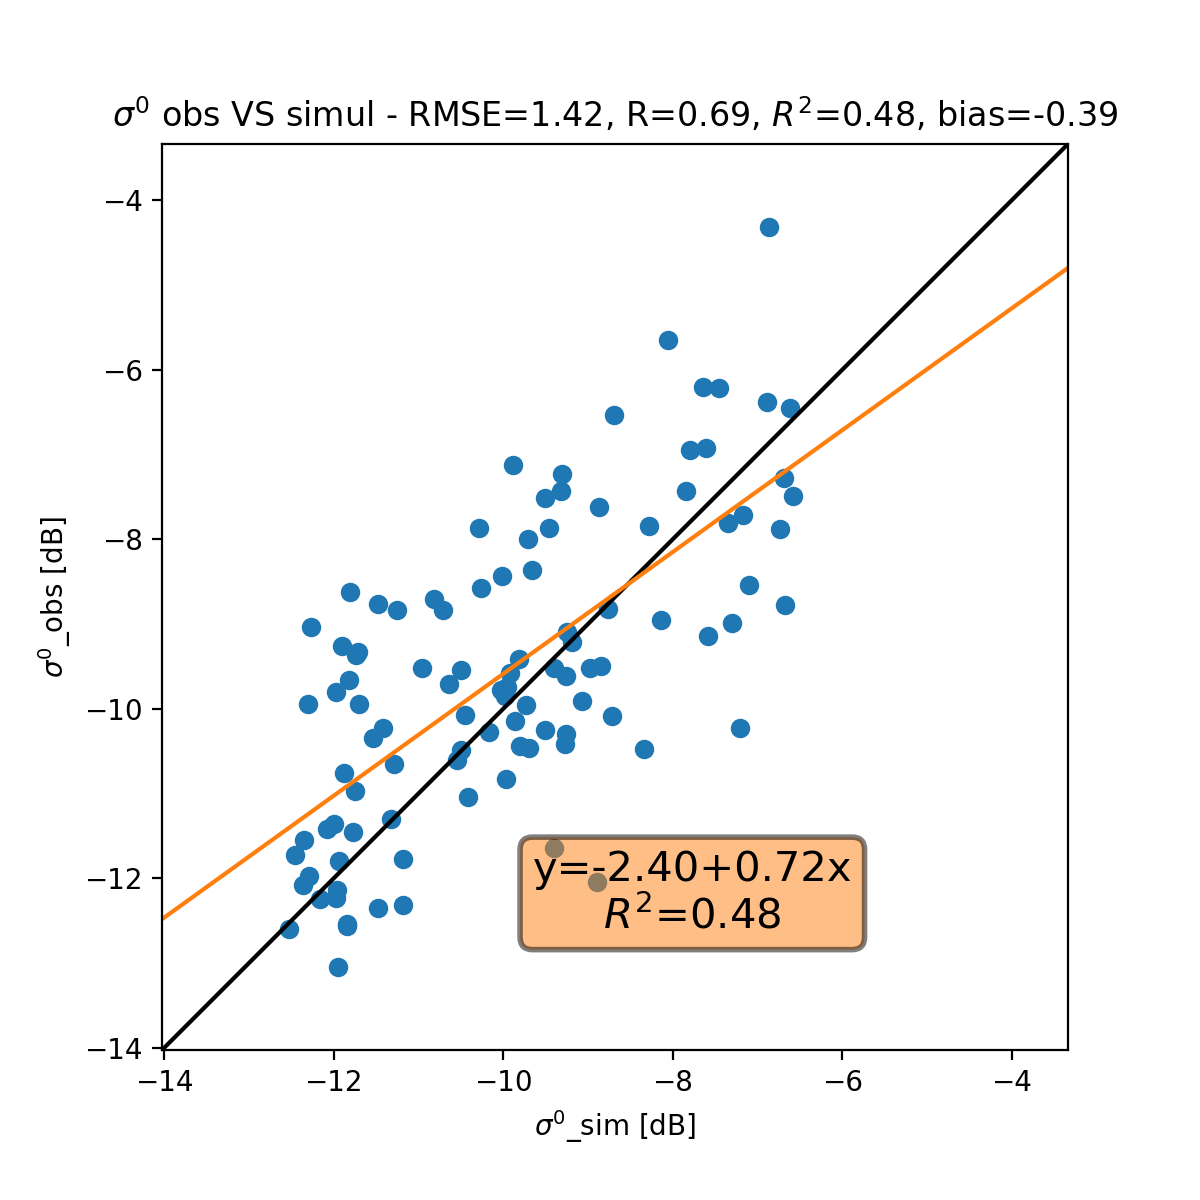 σ⁰ obs VS simul - RMSE=1.42, R=0.69, R²=0.48, bias=-0.39
−4
−6
−8
−10
−12
−14
σ⁰_obs [dB]
y=-2.40+0.72x
R²=0.48
−14 −12 −10 −8 −6 −4
σ⁰_sim [dB]